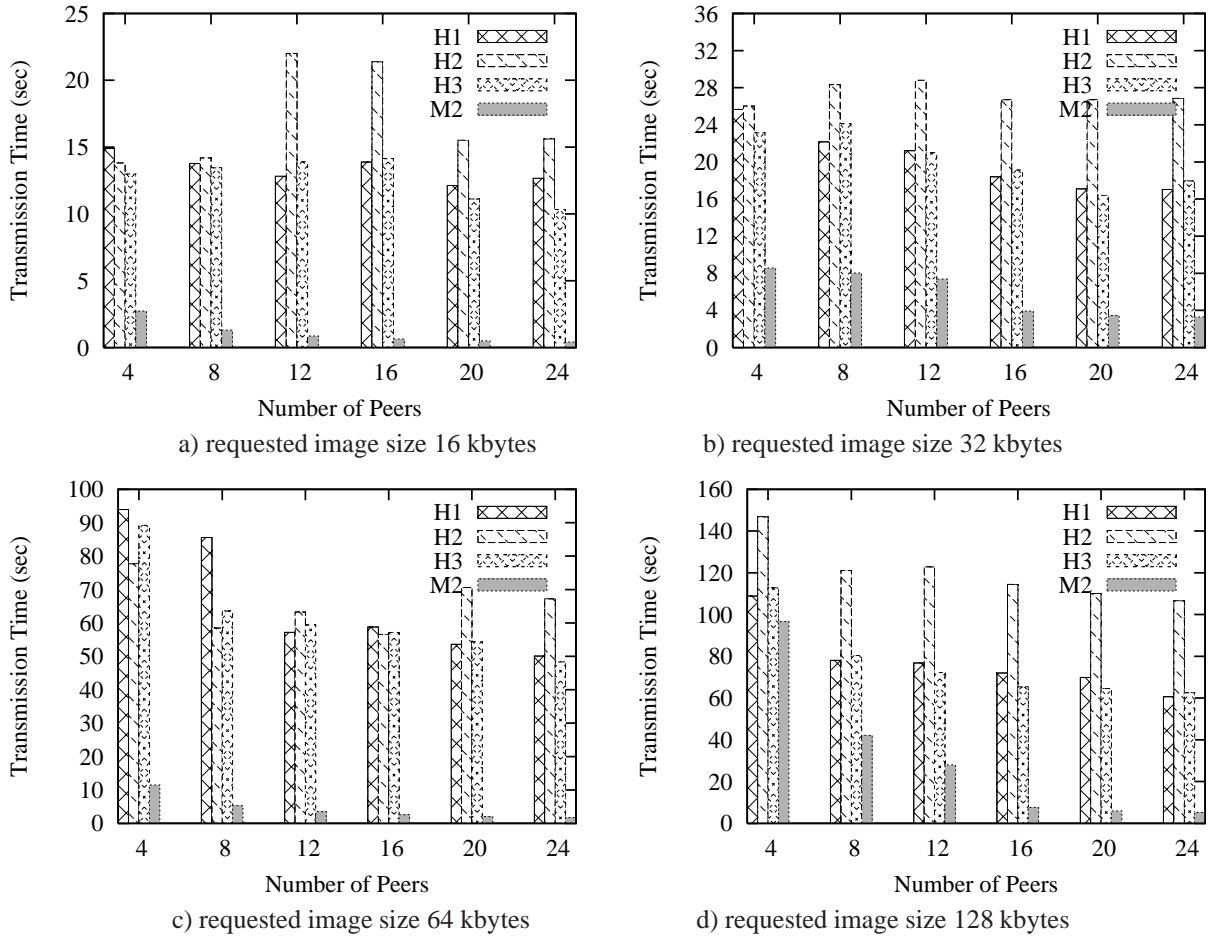 25
20
15
10
5
0
Transmission Time (sec)
H1
H2
H3
M2
4 8 12 16 20 24
Number of Peers
a) requested image size 16 kbytes
36
32
28
24
20
16
12
8
4
0
Transmission Time (sec)
H1
H2
H3
M2
4 8 12 16 20 24
Number of Peers
b) requested image size 32 kbytes
100
90
80
70
60
50
40
30
20
10
0
Transmission Time (sec)
H1
H2
H3
M2
4 8 12 16 20 24
Number of Peers
c) requested image size 64 kbytes
160
140
120
100
80
60
40
20
0
Transmission Time (sec)
H1
H2
H3
M2
4 8 12 16 20 24
Number of Peers
d) requested image size 128 kbytes